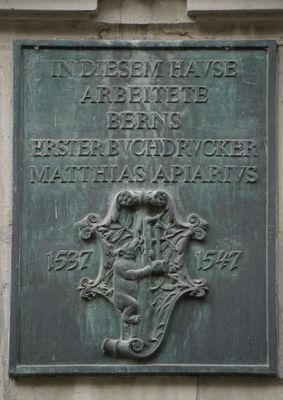 IN DIESEM HAVSE
ARBEITETE
BERNS
ERSTER BVCHDRVCKER
MATTHIAS APIARIVS
1537 1547